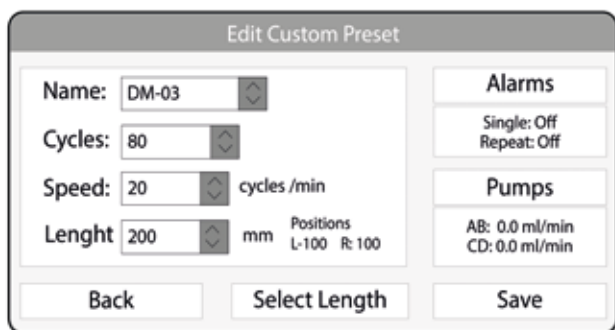 Edit Custom Preset
Name: DM-03
Cycles: 80
Speed: 20 cycles /min
Lenght 200 mm Positions
L-100 R: 100
Alarms
Single: Off
Repeat: Off
Pumps
AB: 0.0 ml/min
CD: 0.0 ml/min
Back
Select Length
Save